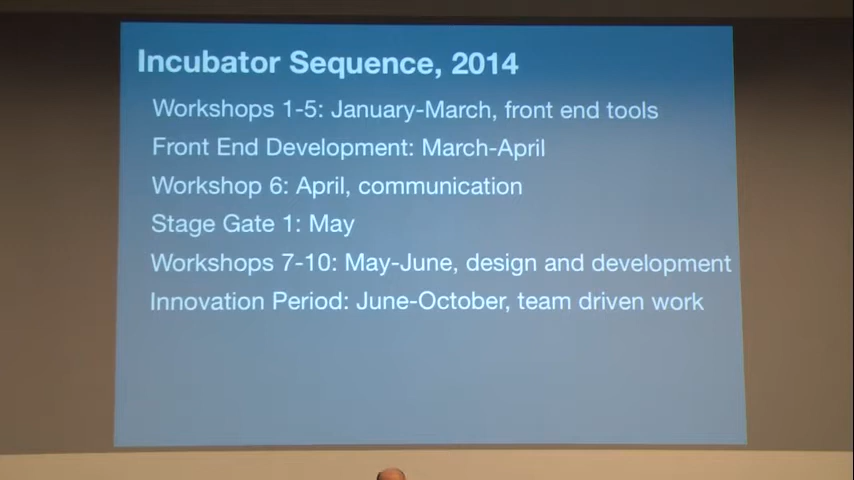 Incubator Sequence, 2014
Workshops 1-5: January-March, front end tools
Front End Development: March-April
Workshop 6: April, communication
Stage Gate 1: May
Workshops 7-10: May-June, design and development
Innovation Period: June-October, team driven work